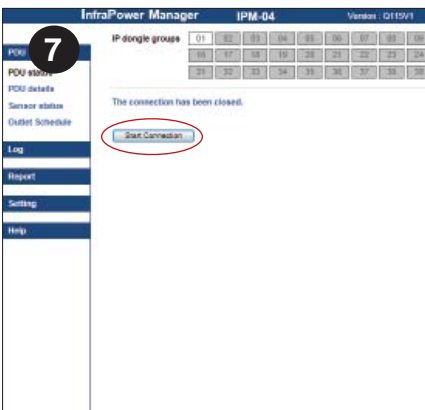 InfraPower Manager IPM-04 Version : Q115V1
7
IP dongle groups 01 02 03 04 05 06 07 08 09
16 17 18 19 20 21 22 23 24
31 32 33 34 35 36 37 38
PDU
PDU status
PDU details
Sensor status
Outlet Schedule
Log
Report
Setting
Help
The connection has been closed.
Start Connection